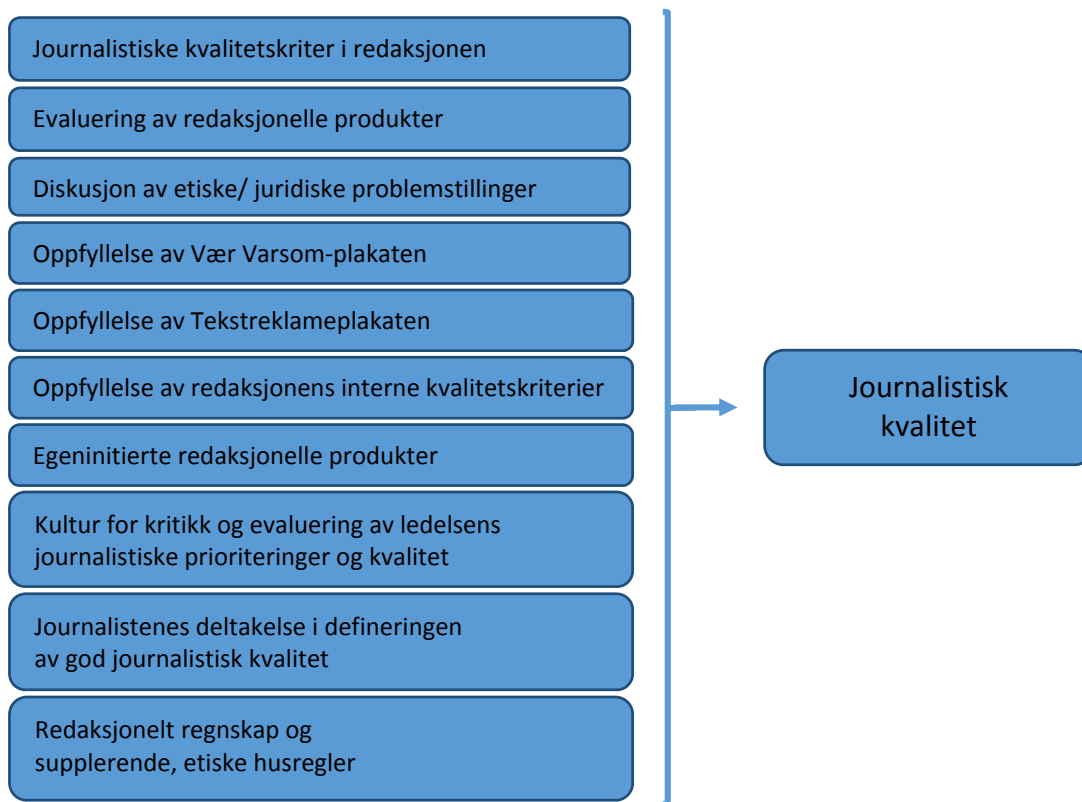 Journalistiske kvalitetskriter i redaksjonen
Evaluering av redaksjonelle produkter
Diskusjon av etiske/ juridiske problemstillinger
Oppfyllelse av Vær Varsom-plakaten
Oppfyllelse av Tekstreklameplakaten
Oppfyllelse av redaksjonens interne kvalitetskriterier
Egeninitierte redaksjonelle produkter
Kultur for kritikk og evaluering av ledelsens
journalistiske prioriteringer og kvalitet
Journalistenes deltakelse i defineringen
av god journalistisk kvalitet
Redaksjonelt regnskap og
supplerende, etiske husregler
Journalistisk
kvalitet